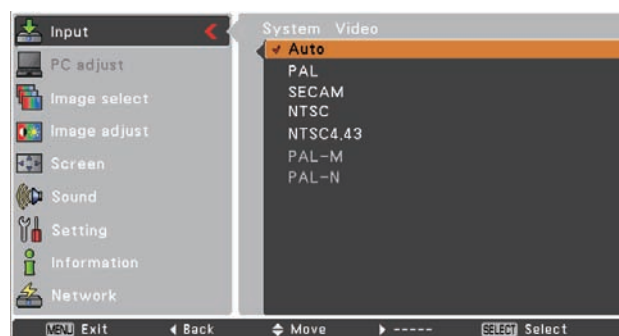 Input
PC adjust
Image select
Image adjust
Screen
Sound
Setting
Information
Network
System Video
Auto
PAL
SECAM
NTSC
NTSC4.43
PAL-M
PAL-N
MENU Exit Back Move ----- SELECT Select